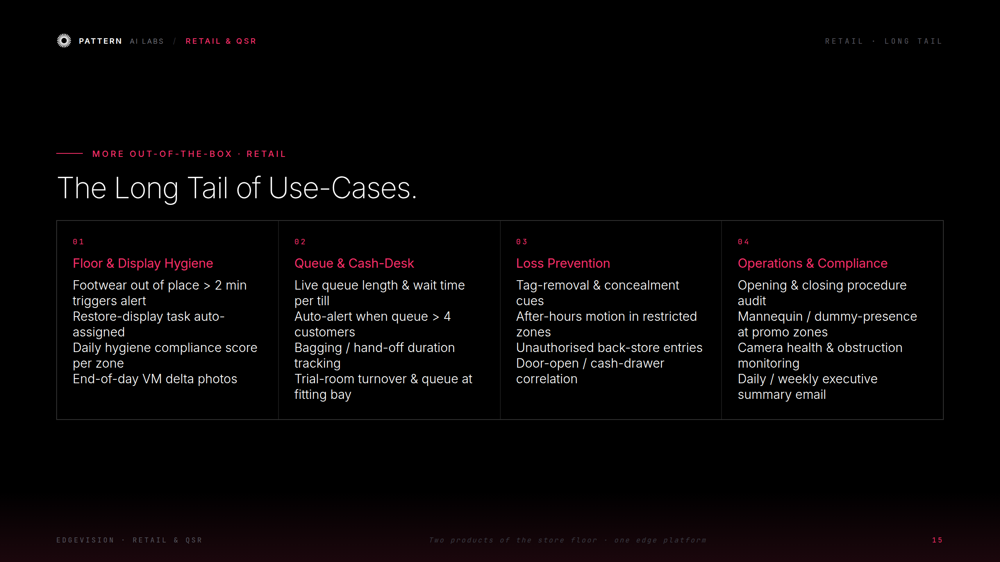 PATTERN AI LABS / RETAIL & QSR
RETAIL · LONG TAIL
MORE OUT-OF-THE-BOX · RETAIL
The Long Tail of Use-Cases.
01
Floor & Display Hygiene
Footwear out of place > 2 min
triggers alert
Restore-display task auto-
assigned
Daily hygiene compliance score
per zone
End-of-day VM delta photos
02
Queue & Cash-Desk
Live queue length & wait time
per till
Auto-alert when queue > 4
customers
Bagging / hand-off duration
tracking
Trial-room turnover & queue at
fitting bay
03
Loss Prevention
Tag-removal & concealment
cues
After-hours motion in restricted
zones
Unauthorised back-store entries
Door-open / cash-drawer
correlation
04
Operations & Compliance
Opening & closing procedure
audit
Mannequin / dummy-presence
at promo zones
Camera health & obstruction
monitoring
Daily / weekly executive
summary email
EDGEVISION · RETAIL & QSR
Two products of the store floor · one edge platform
15